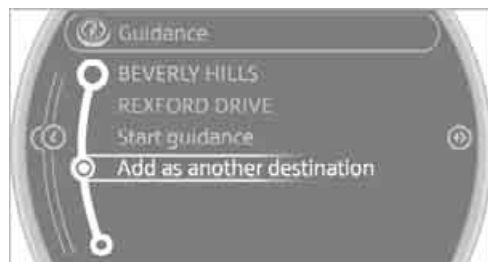 Guidance
BEVERLY HILLS
REXFORD DRIVE
Start guidance
Add as another destination